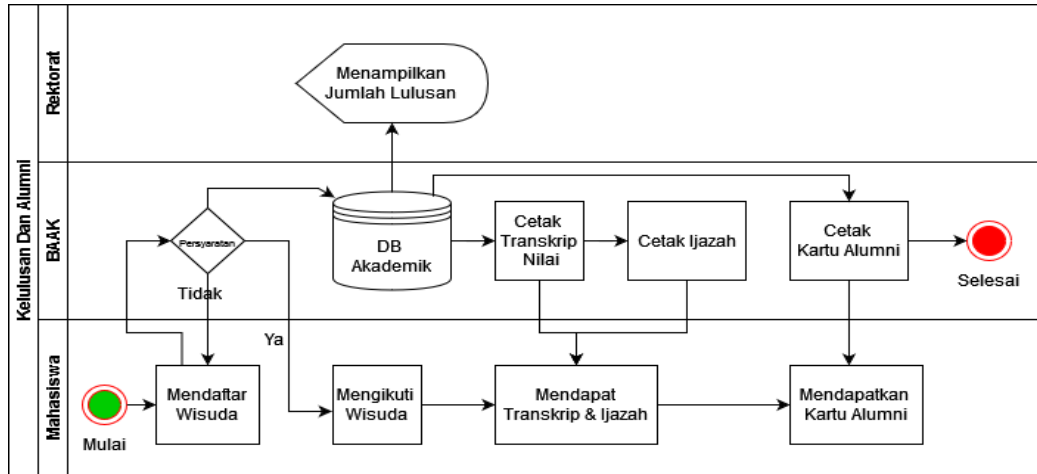 Kelulusan Dan Alumni
Rektorat
Menampilkan
Jumlah Lulusan
BAAK
Persyaratan
Tidak
DB
Akademik
Cetak
Transkrip
Nilai
Cetak Ijazah
Cetak
Kartu Alumni
Selesai
Mahasiswa
Mulai
Mendaftar
Wisuda
Ya
Mengikuti
Wisuda
Mendapat
Transkrip & Ijazah
Mendapatkan
Kartu Alumni